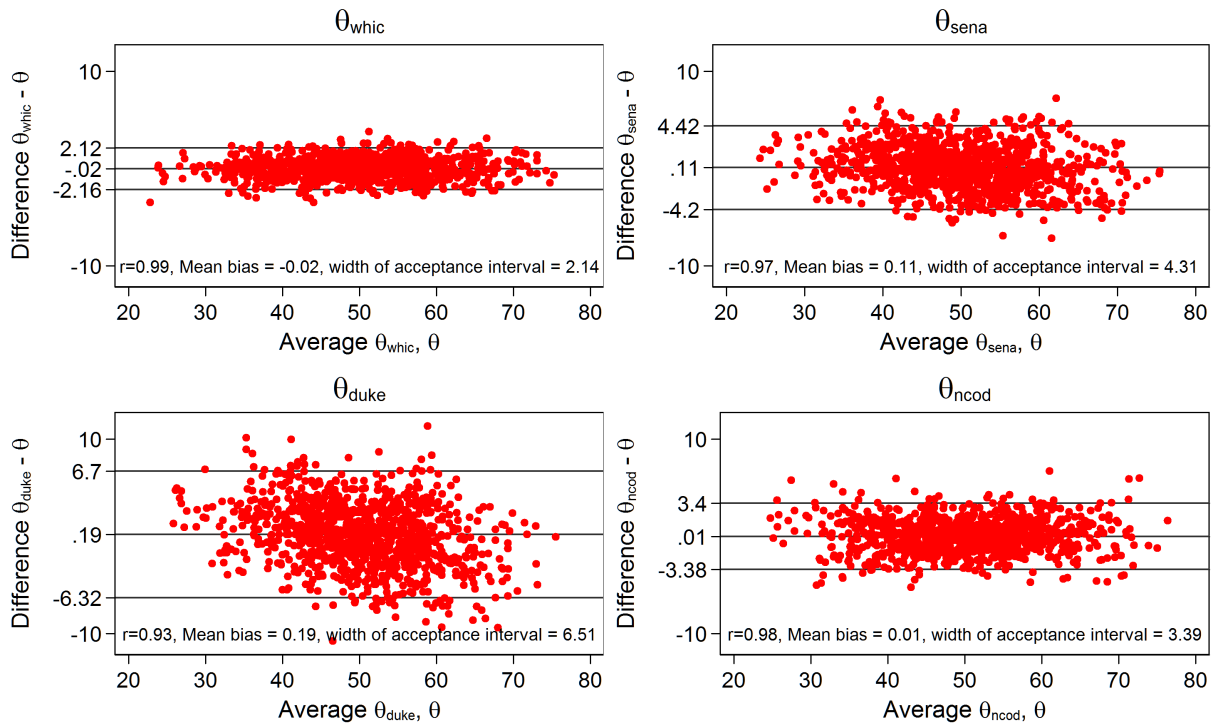 θwhic
Difference θwhic - θ
10
2.12
-.02
-2.16
-10
r=0.99, Mean bias = -0.02, width of acceptance interval = 2.14
20 30 40 50 60 70 80
Average θwhic, θ
θsena
Difference θsena - θ
10
4.42
.11
-4.2
-10
r=0.97, Mean bias = 0.11, width of acceptance interval = 4.31
20 30 40 50 60 70 80
Average θsena, θ
θduke
Difference θduke - θ
10
6.7
.19
-6.32
-10
r=0.93, Mean bias = 0.19, width of acceptance interval = 6.51
20 30 40 50 60 70 80
Average θduke, θ
θncod
Difference θncod - θ
10
3.4
.01
-3.38
-10
r=0.98, Mean bias = 0.01, width of acceptance interval = 3.39
20 30 40 50 60 70 80
Average θncod, θ